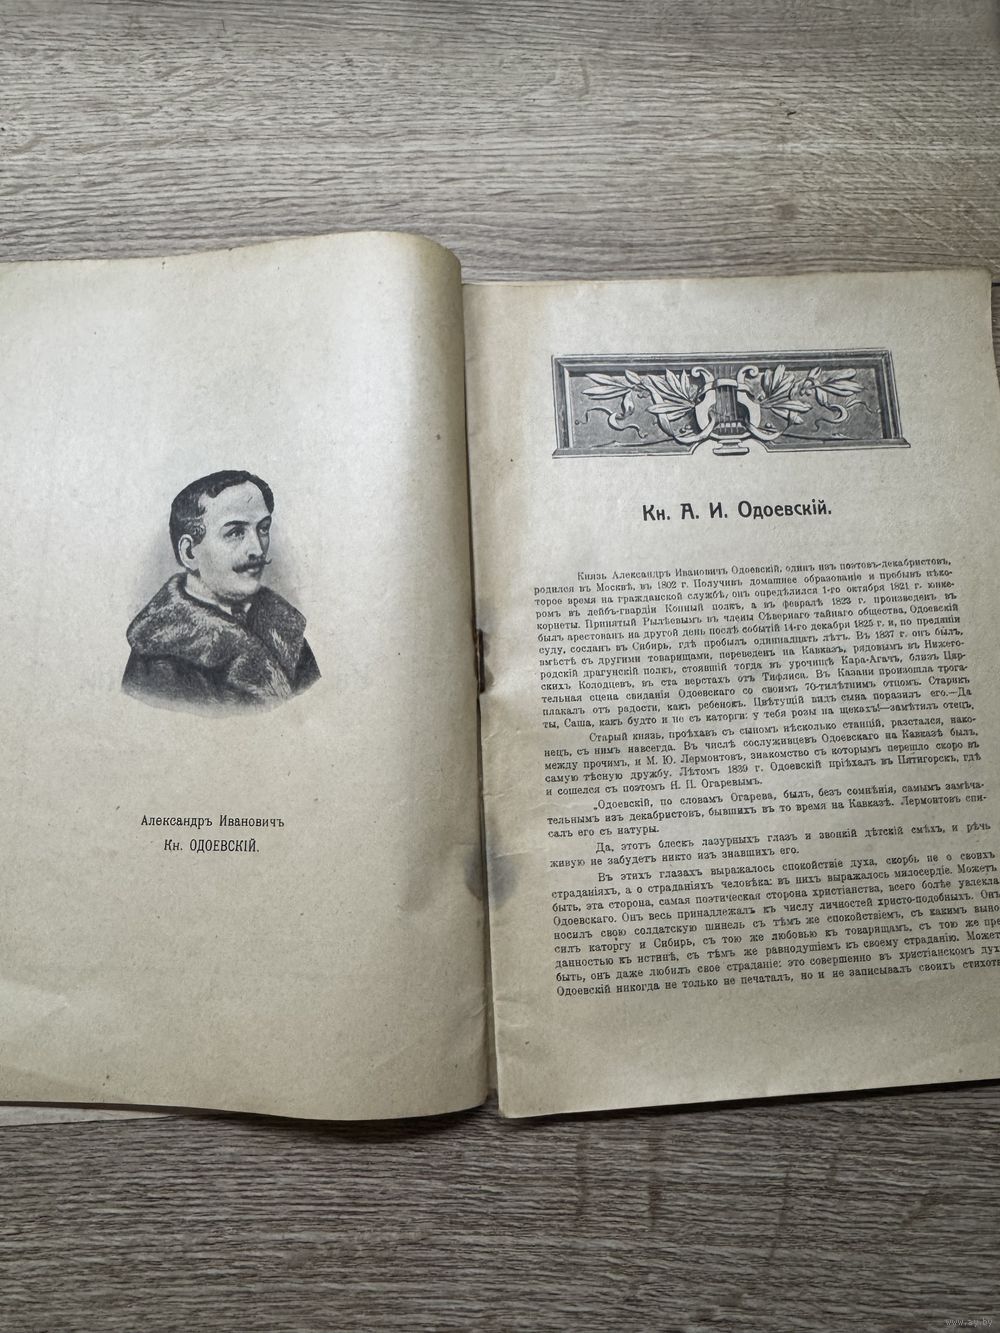 Александръ Ивановичъ
Кн. ОДОЕВСКІЙ.
Кн. А. И. Одоевскій.
Князь Александръ Ивановичъ Одоевскій, одинъ изъ поэтовъ-декабристовъ,
родился въ Москвѣ, въ 1802 г. Получивъ домашнее образованіе и пробывъ нѣко-
торое время на гражданской службѣ, онъ опредѣлился 1-го октября 1821 г. юнке-
ромъ въ лейбъ-гвардіи Конный полкъ, а въ февралѣ 1823 г. произведенъ въ
корнеты. Принятый Рылѣевымъ въ члены Сѣвернаго тайнаго общества, Одоевскій
былъ арестованъ на другой день послѣ событій 14-го декабря 1825 г. и, по преданіи
суду, сосланъ въ Сибирь, гдѣ пробылъ одиннадцать лѣтъ. Въ 1837 г. онъ былъ,
вмѣстѣ съ другими товарищами, переведенъ на Кавказъ, рядовымъ въ Нижего-
родскій драгунскій полкъ, стоявшій тогда въ урочищѣ Кара-Агачъ, близъ Цар-
скихъ Колодцевъ, въ ста верстахъ отъ Тифлиса. Въ Казани произошла трога-
тельная сцена свиданія Одоевскаго со своимъ 70-тилѣтнимъ отцомъ. Старикъ
плакалъ отъ радости, какъ ребенокъ. Цвѣтущій видъ сына поразилъ его.—Да
ты, Саша, какъ будто и не съ каторги: у тебя розы на щекахъ!—замѣтилъ отецъ.
Старый князь, проѣхавъ съ сыномъ нѣсколько станцій, разстался, нако-
нецъ, съ нимъ навсегда. Въ числѣ сослуживцевъ Одоевскаго на Кавказѣ былъ,
между прочимъ, и М. Ю. Лермонтовъ, знакомство съ которымъ перешло скоро въ
самую тѣсную дружбу. Лѣтомъ 1839 г. Одоевскій пріѣхалъ въ Пятигорскъ, гдѣ
и сошелся съ поэтомъ Н. П. Огаревымъ.
„Одоевскій, по словамъ Огарева, былъ, безъ сомнѣнія, самымъ замѣча-
тельнымъ изъ декабристовъ, бывшихъ въ то время на Кавказѣ. Лермонтовъ спи-
салъ его съ натуры.
Да, этотъ блескъ лазурныхъ глазъ и звонкій дѣтскій смѣхъ, и рѣчь
живую не забудетъ никто изъ знавшихъ его.
Въ этихъ глазахъ выражалось спокойствіе духа, скорбь не о своихъ
страданіяхъ, а о страданіяхъ человѣка: въ нихъ выражалось милосердіе. Можетъ
быть, эта сторона, самая поэтическая сторона христіанства, всего болѣе увлекла
Одоевскаго. Онъ весь принадлежалъ къ числу личностей христо-подобныхъ. Онъ
носилъ свою солдатскую шинель съ тѣмъ же спокойствіемъ, съ какимъ выно
силъ каторгу и Сибирь, съ тою же любовью къ товарищамъ, съ тою же пре
данностью къ истинѣ, съ тѣмъ же равнодушіемъ къ своему страданію. Может
быть, онъ даже любилъ свое страданіе: это совершенно въ христіанскомъ дух
Одоевскій никогда не только не печаталъ, но и не записывалъ своихъ стихотв
www.ay.by